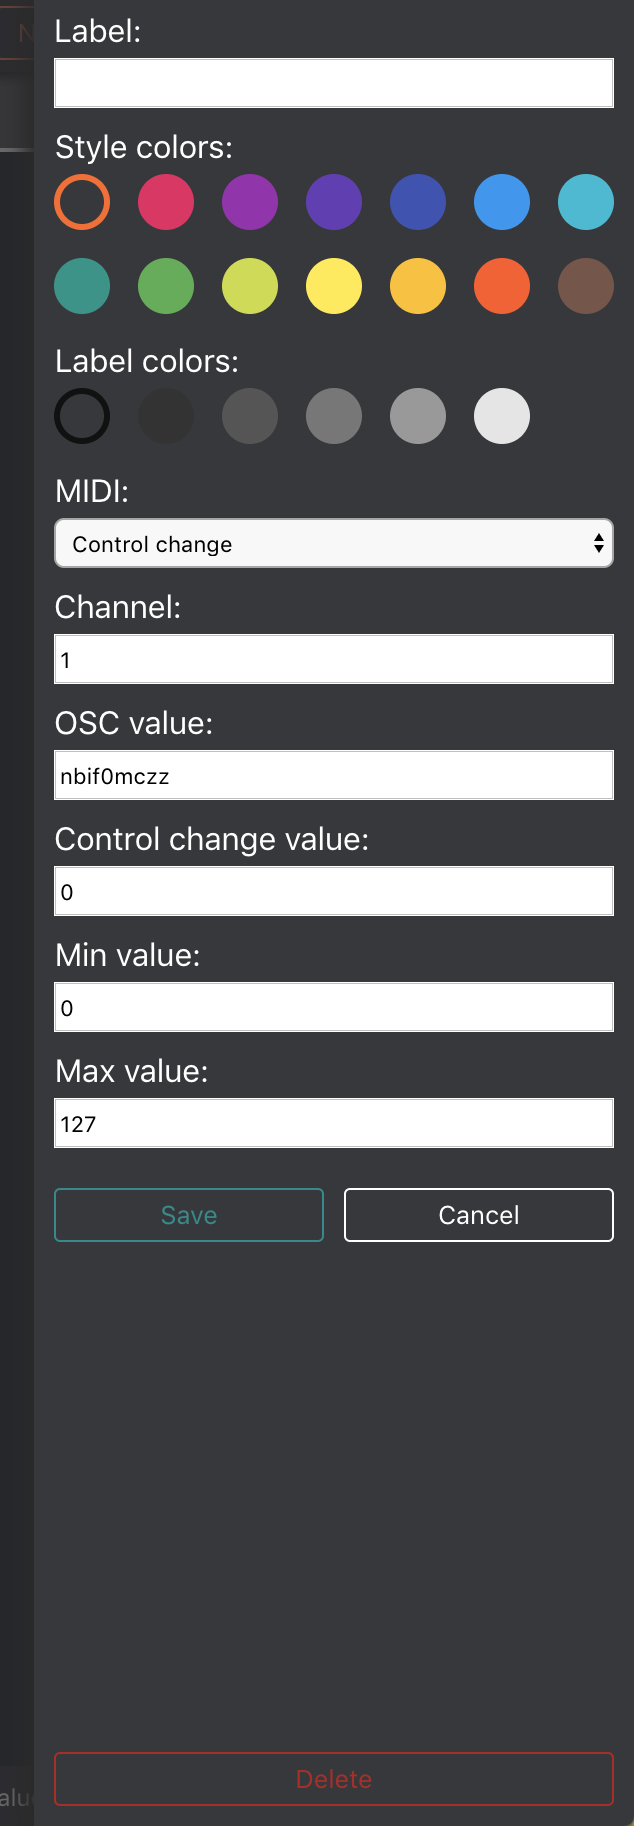 N
Label:
Style colors:
Label colors:
MIDI:
Control change
Channel:
1
OSC value:
nbif0mczz
Control change value:
0
Min value:
0
Max value:
127
Save Cancel
Delete
alu